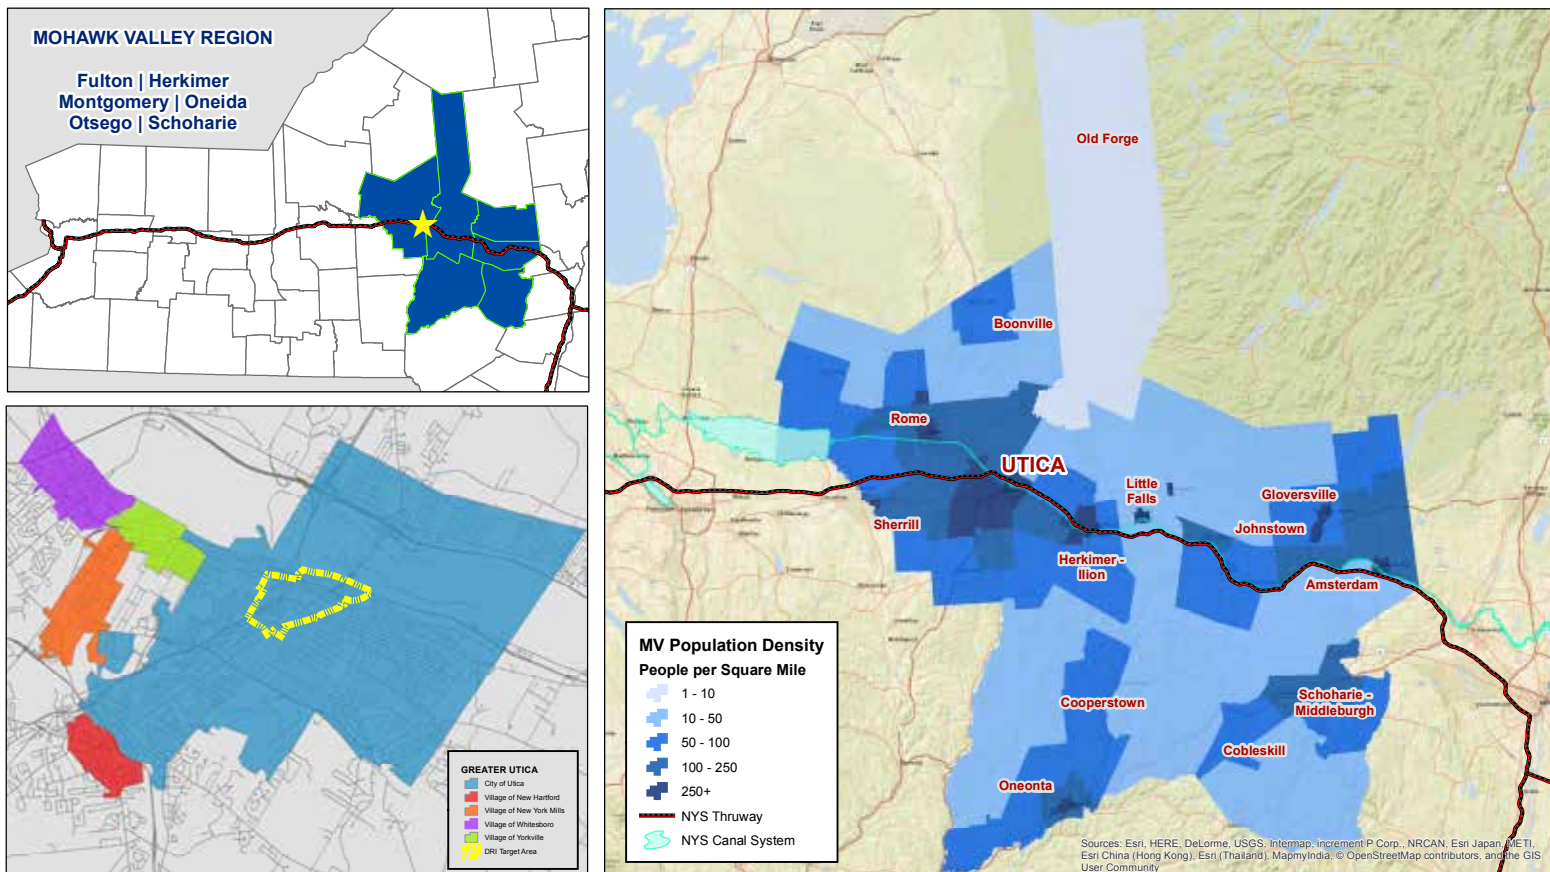 MOHAWK VALLEY REGION
Fulton | Herkimer
Montgomery | Oneida
Otsego | Schoharie
GREATER UTICA
City of Utica
Village of New Hartford
Village of New York Mills
Village of Whitesboro
Village of Yorkville
DRI Target Area
Old Forge
Boonville
Rome
UTICA
Little
Falls
Gloversville
Johnstown
Sherrill
Herkimer -
Ilion
Amsterdam
Cooperstown
Schoharie -
Middleburgh
Cobleskill
Oneonta
MV Population Density
People per Square Mile
1 - 10
10 - 50
50 - 100
100 - 250
250+
NYS Thruway
NYS Canal System
Sources: Esri, HERE, DeLorme, USGS, Intermap, increment P Corp., NRCAN, Esri Japan, METI,
Esri China (Hong Kong), Esri (Thailand), MapmyIndia, © OpenStreetMap contributors, and the GIS
User Community